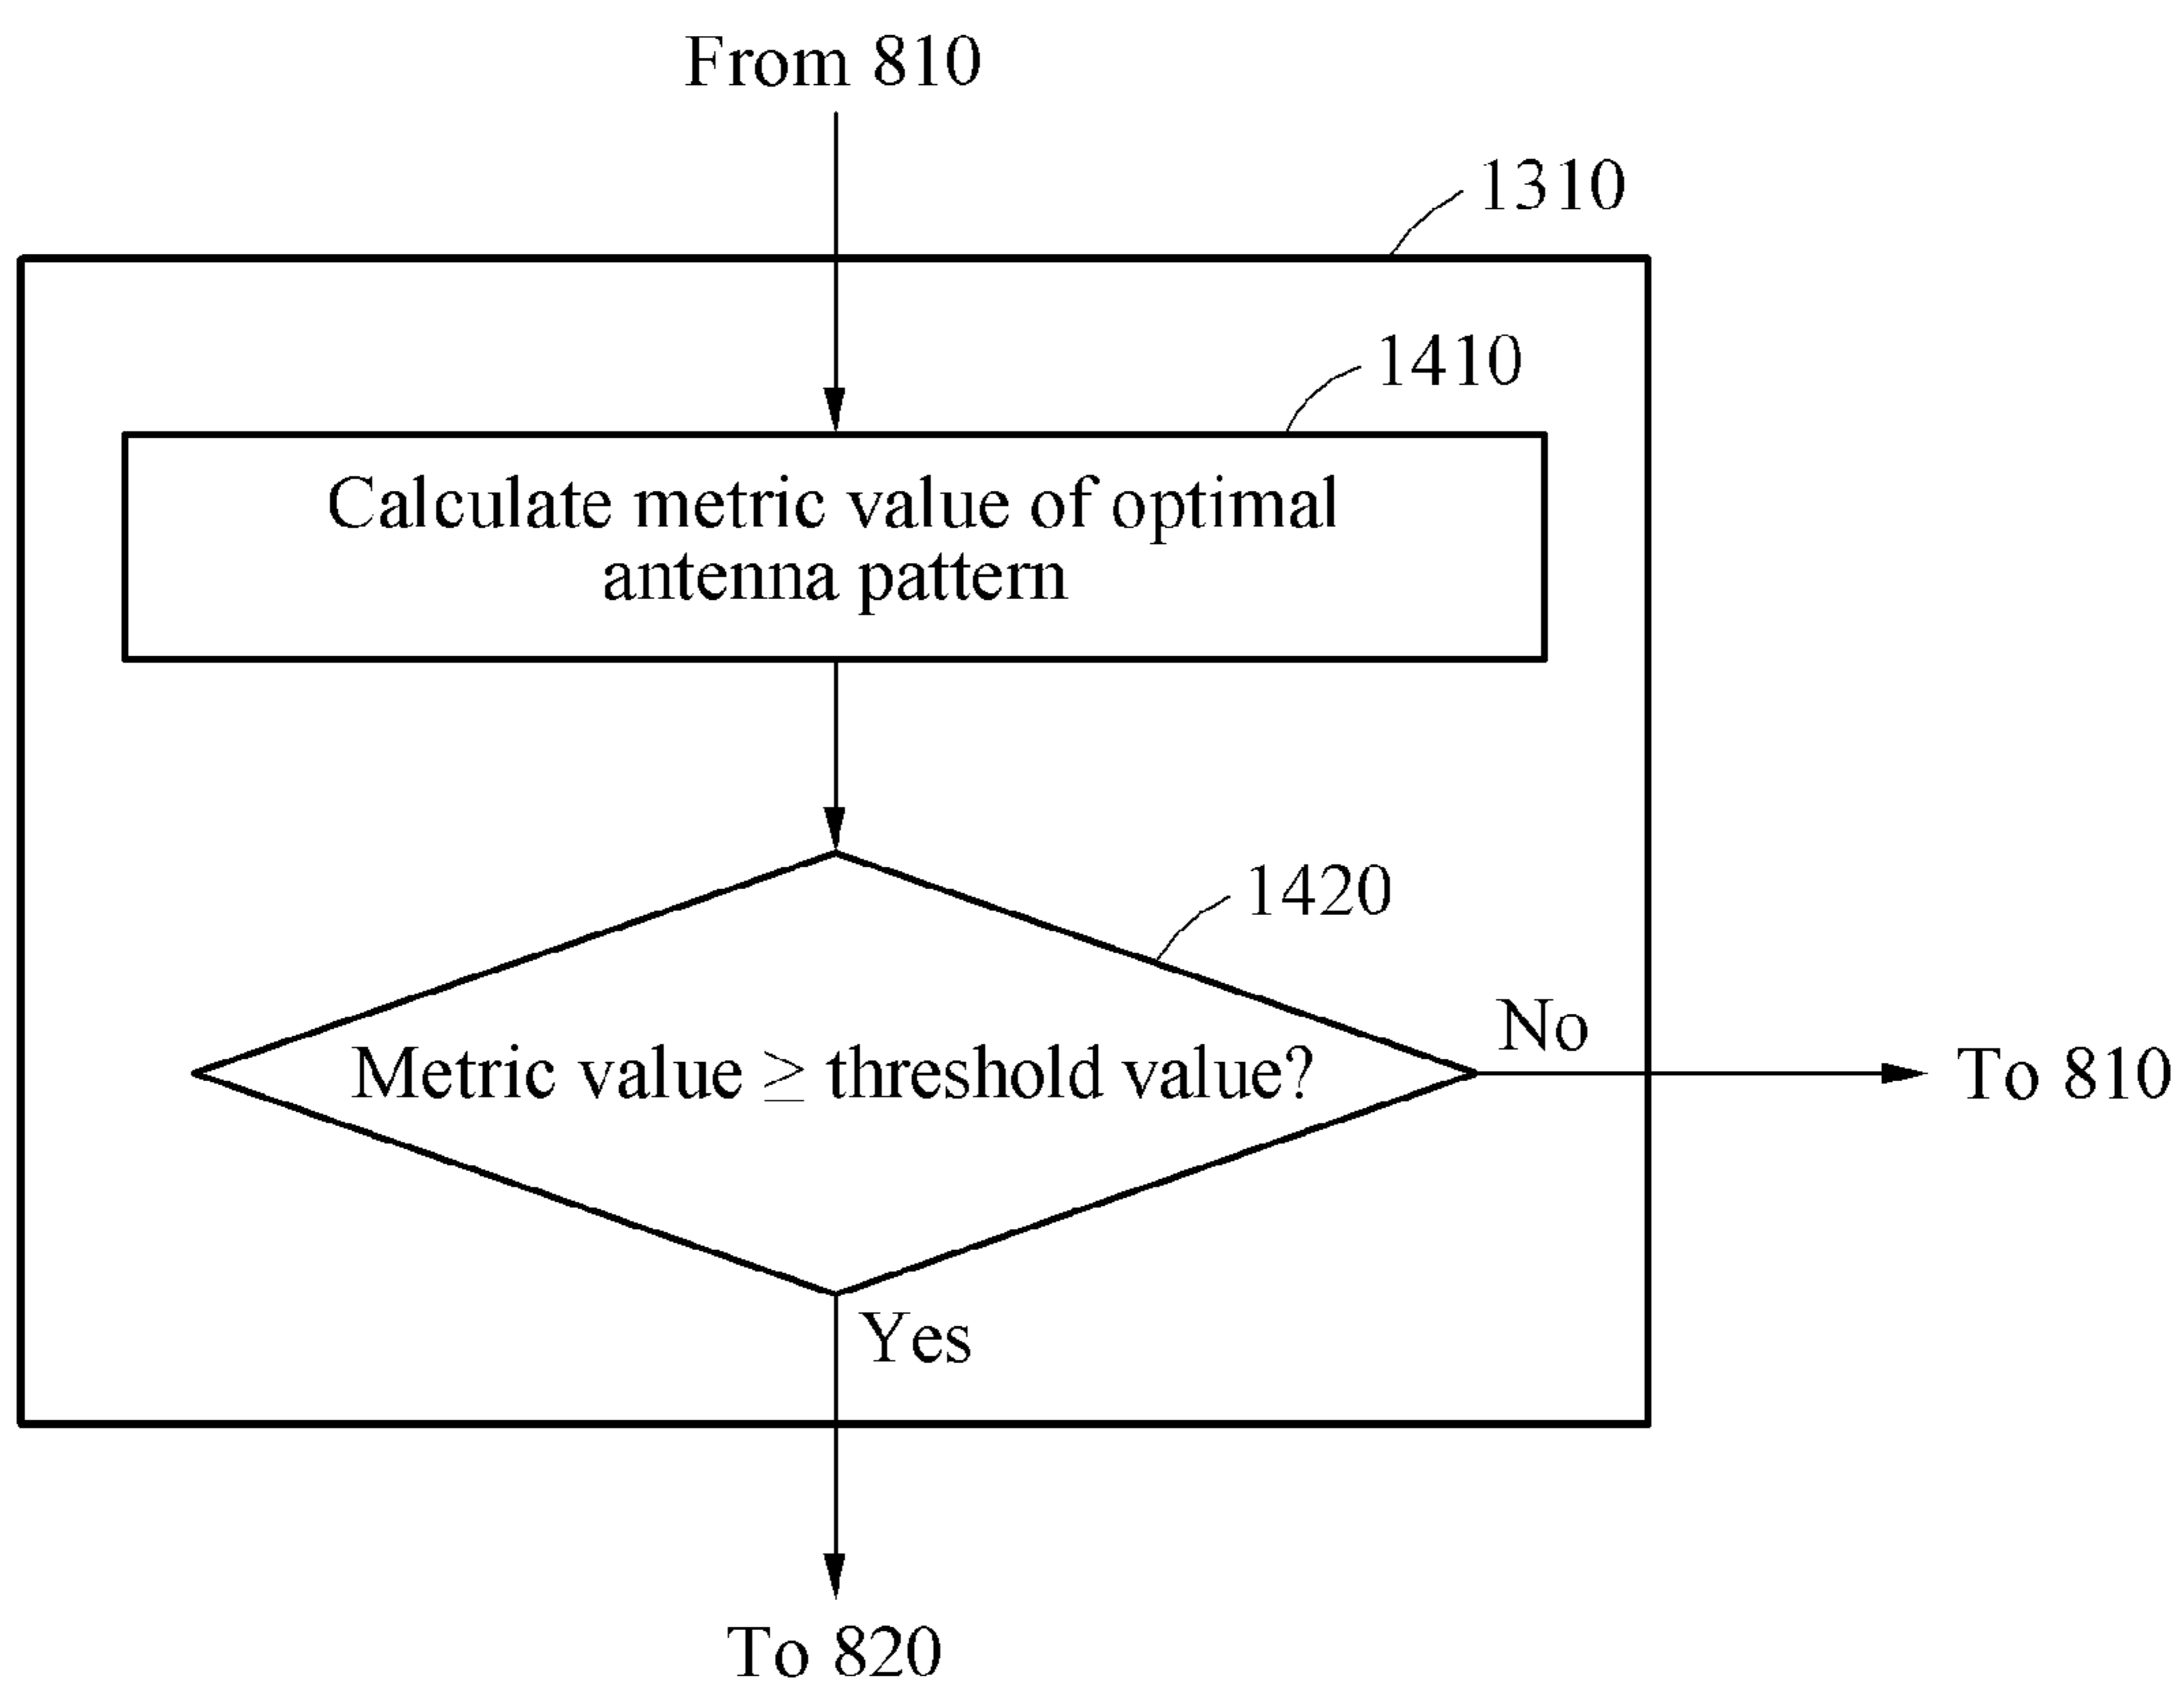 From 810
1310
1410
Calculate metric value of optimal
antenna pattern
1420
Metric value ≥ threshold value?
No
To 810
Yes
To 820